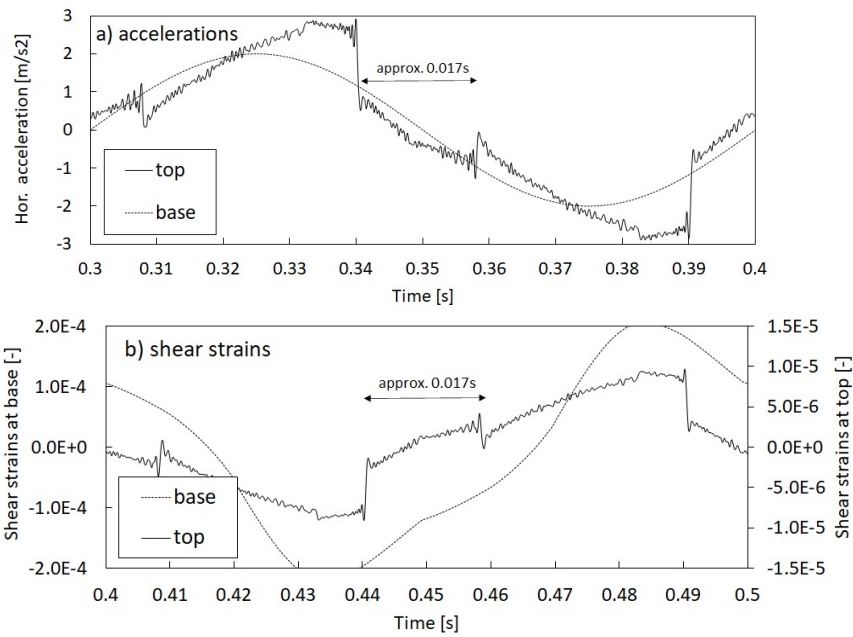 a) accelerations
Hor. acceleration [m/s2]
3
2
1
0
-1
-2
-3
approx. 0.017s
top
base
0.3 0.31 0.32 0.33 0.34 0.35 0.36 0.37 0.38 0.39 0.4
Time [s]
b) shear strains
Shear strains at base [-]
2.0E-4
1.0E-4
0.0E+0
-1.0E-4
-2.0E-4
approx. 0.017s
base
top
1.5E-5
1.0E-5
5.0E-6
0.0E+0
-5.0E-6
-1.0E-5
-1.5E-5
Shear strains at top [-]
0.4 0.41 0.42 0.43 0.44 0.45 0.46 0.47 0.48 0.49 0.5
Time [s]